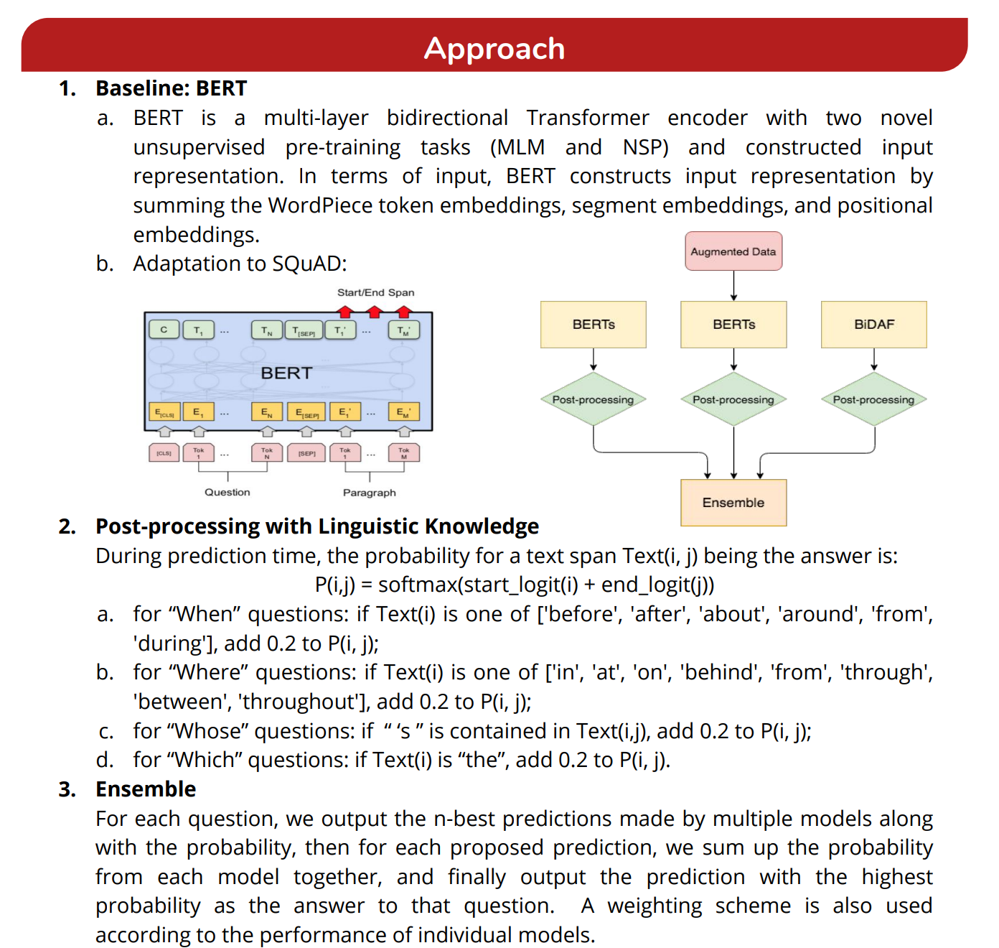 Approach
1. Baseline: BERT
a. BERT is a multi-layer bidirectional Transformer encoder with two novel
unsupervised pre-training tasks (MLM and NSP) and constructed input
representation. In terms of input, BERT constructs input representation by
summing the WordPiece token embeddings, segment embeddings, and positional
embeddings.
b. Adaptation to SQuAD:
Start/End Span
C T1 ... TN T[SEP] T1' ... TM'
BERT
E[CLS] E1 ... EN E[SEP] E1' ... EM'
[CLS] Tok 1 ... Tok N [SEP] Tok 1 ... Tok M
Question Paragraph
Augmented Data
BERTs BERTs BiDAF
Post-processing Post-processing Post-processing
Ensemble
2. Post-processing with Linguistic Knowledge
During prediction time, the probability for a text span Text(i, j) being the answer is:
P(i,j) = softmax(start_logit(i) + end_logit(j))
a. for “When” questions: if Text(i) is one of ['before', 'after', 'about', 'around', 'from',
'during'], add 0.2 to P(i, j);
b. for “Where” questions: if Text(i) is one of ['in', 'at', 'on', 'behind', 'from', 'through',
'between', 'throughout'], add 0.2 to P(i, j);
c. for “Whose” questions: if “ ‘s ” is contained in Text(i,j), add 0.2 to P(i, j);
d. for “Which” questions: if Text(i) is “the”, add 0.2 to P(i, j).
3. Ensemble
For each question, we output the n-best predictions made by multiple models along
with the probability, then for each proposed prediction, we sum up the probability
from each model together, and finally output the prediction with the highest
probability as the answer to that question. A weighting scheme is also used
according to the performance of individual models.